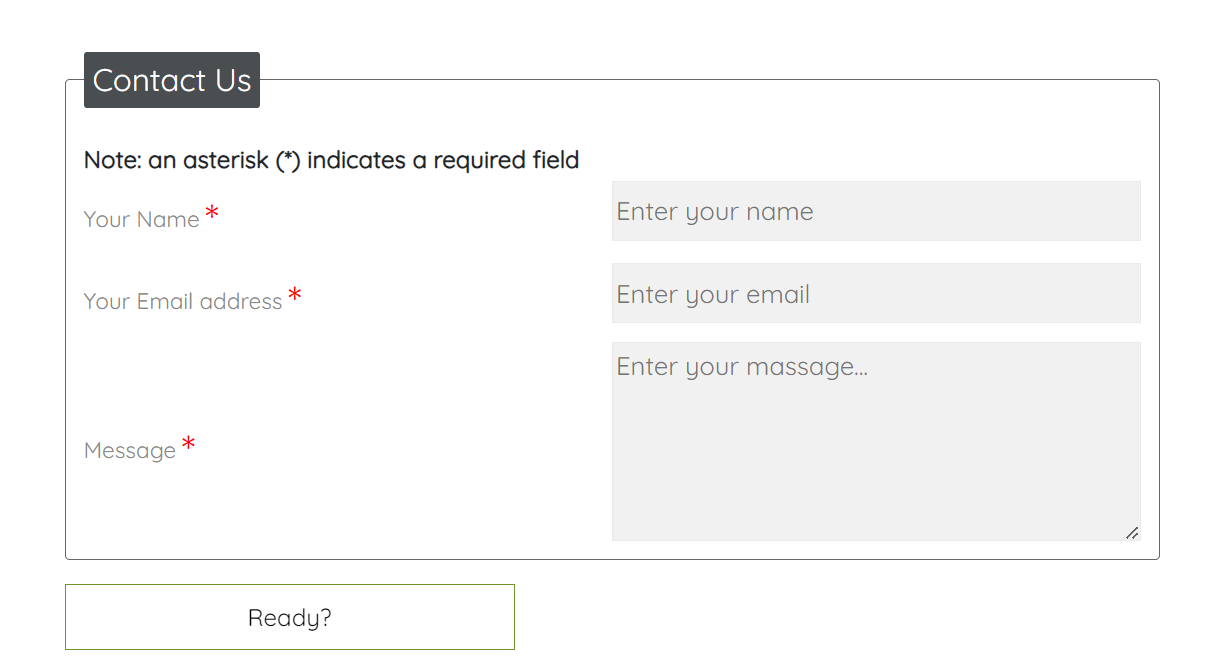 Contact Us
Note: an asterisk (*) indicates a required field
Your Name *
Enter your name
Your Email address *
Enter your email
Message *
Enter your massage...
Ready?